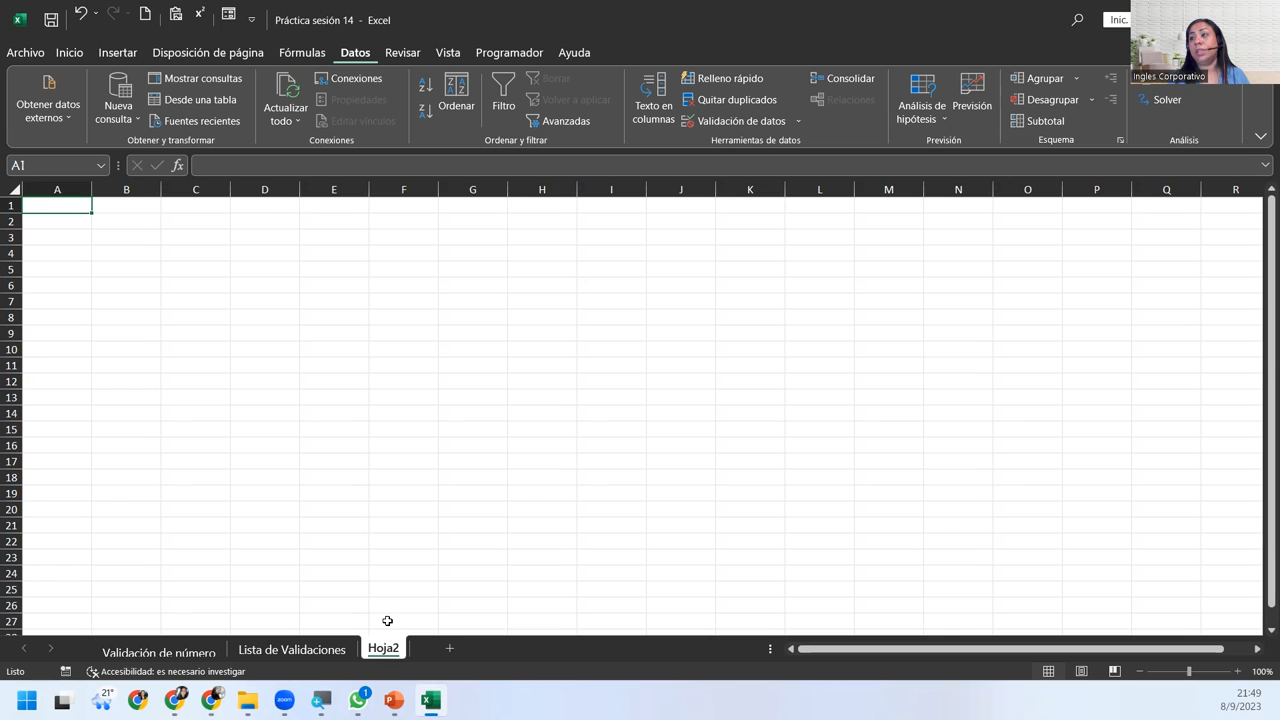 Práctica sesión 14 - Excel
Inic.
Archivo Inicio Insertar Disposición de página Fórmulas Datos Revisar Vista Programador Ayuda
Ingles Corporativo
Obtener datos externos
Nueva consulta
Mostrar consultas
Desde una tabla
Fuentes recientes
Obtener y transformar
Actualizar todo
Conexiones
Propiedades
Editar vínculos
Conexiones
Ordenar
Filtro
Borrar
Volver a aplicar
Avanzadas
Ordenar y filtrar
Texto en columnas
Relleno rápido
Quitar duplicados
Validación de datos
Consolidar
Relaciones
Herramientas de datos
Análisis de hipótesis
Previsión
Previsión
Agrupar
Desagrupar
Subtotal
Esquema
Solver
Análisis
A1
fx
A B C D E F G H I J K L M N O P Q R
1
2
3
4
5
6
7
8
9
10
11
12
13
14
15
16
17
18
19
20
21
22
23
24
25
26
27
28
Validación de número Lista de Validaciones Hoja2
Listo Accesibilidad: es necesario investigar 100%
21°
zoom
1
21:49
8/9/2023